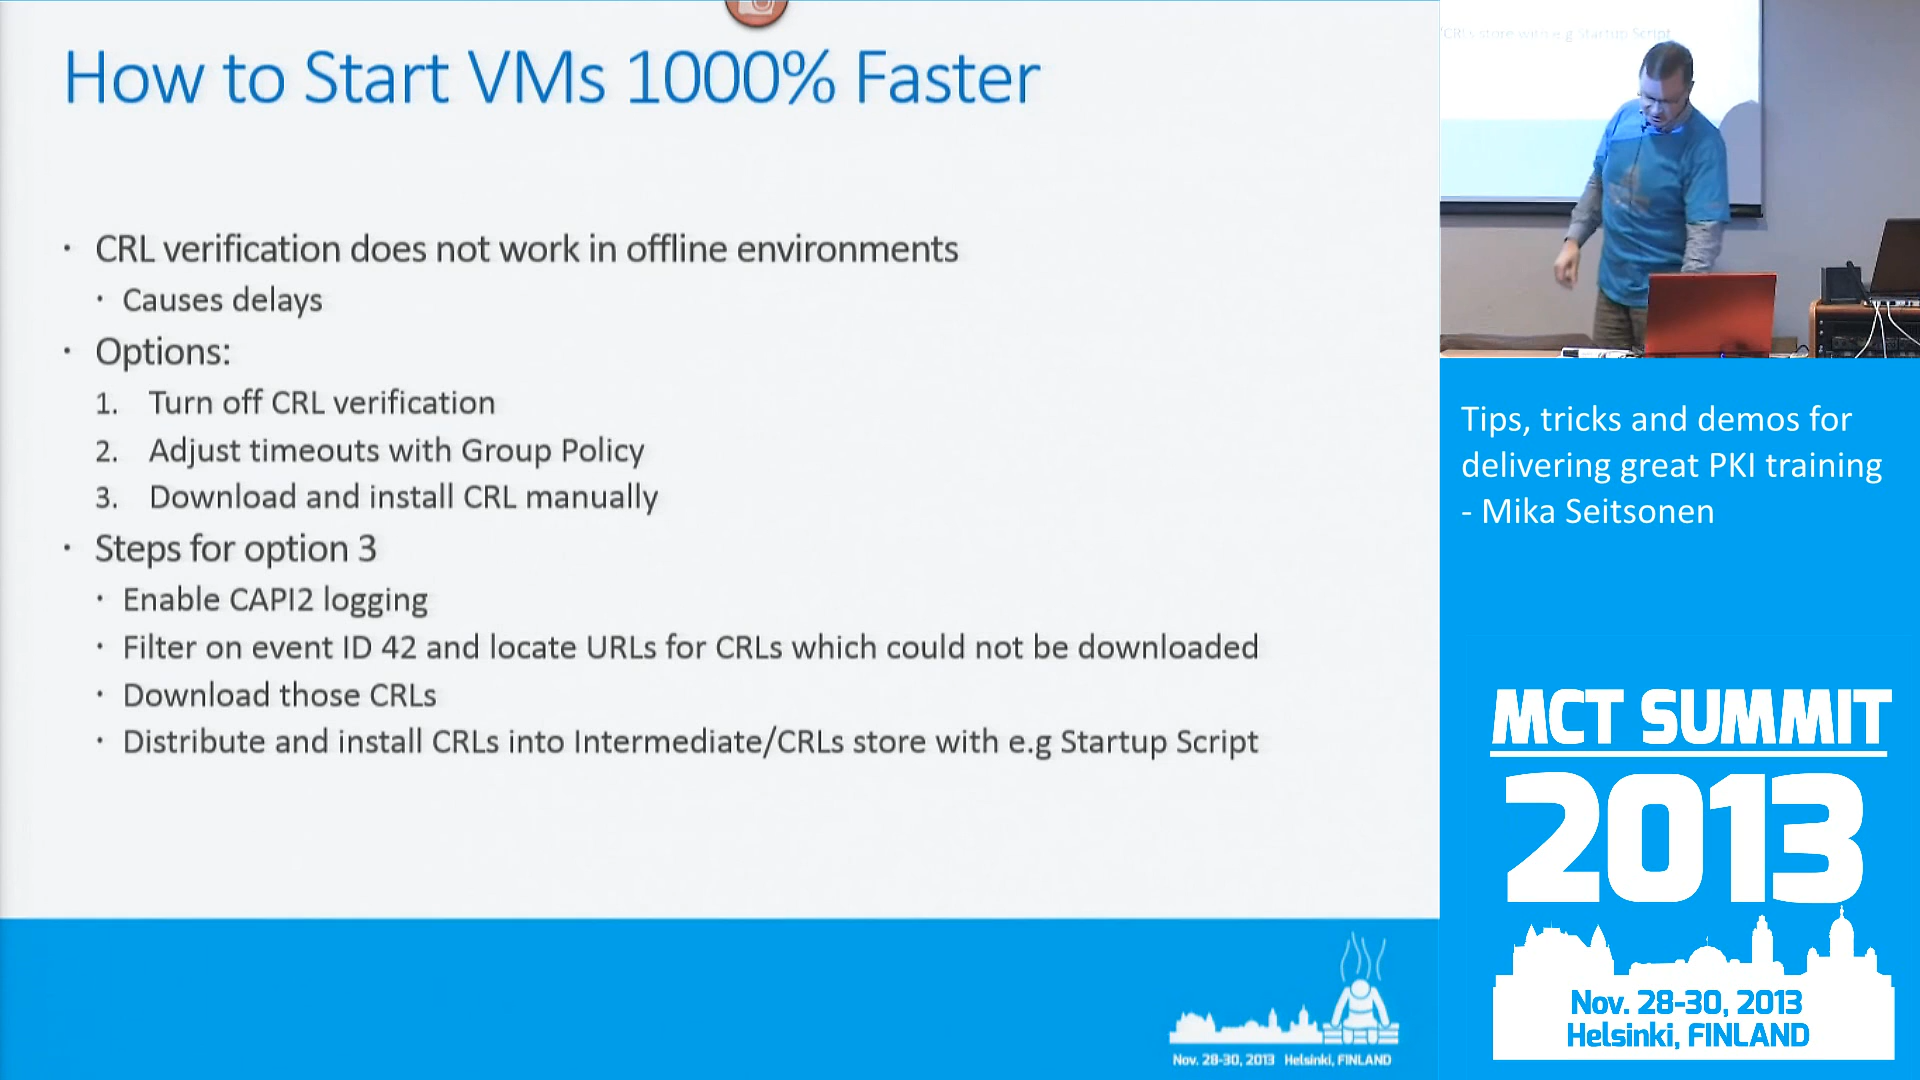 How to Start VMs 1000% Faster
· CRL verification does not work in offline environments
· Causes delays
· Options:
1. Turn off CRL verification
2. Adjust timeouts with Group Policy
3. Download and install CRL manually
· Steps for option 3
· Enable CAPI2 logging
· Filter on event ID 42 and locate URLs for CRLs which could not be downloaded
· Download those CRLs
· Distribute and install CRLs into Intermediate/CRLs store with e.g Startup Script
Nov. 28-30, 2013 Helsinki, FINLAND
CRLs store with e.g Startup Script
Tips, tricks and demos for
delivering great PKI training
- Mika Seitsonen
MCT SUMMIT
2013
Nov. 28-30, 2013
Helsinki, FINLAND